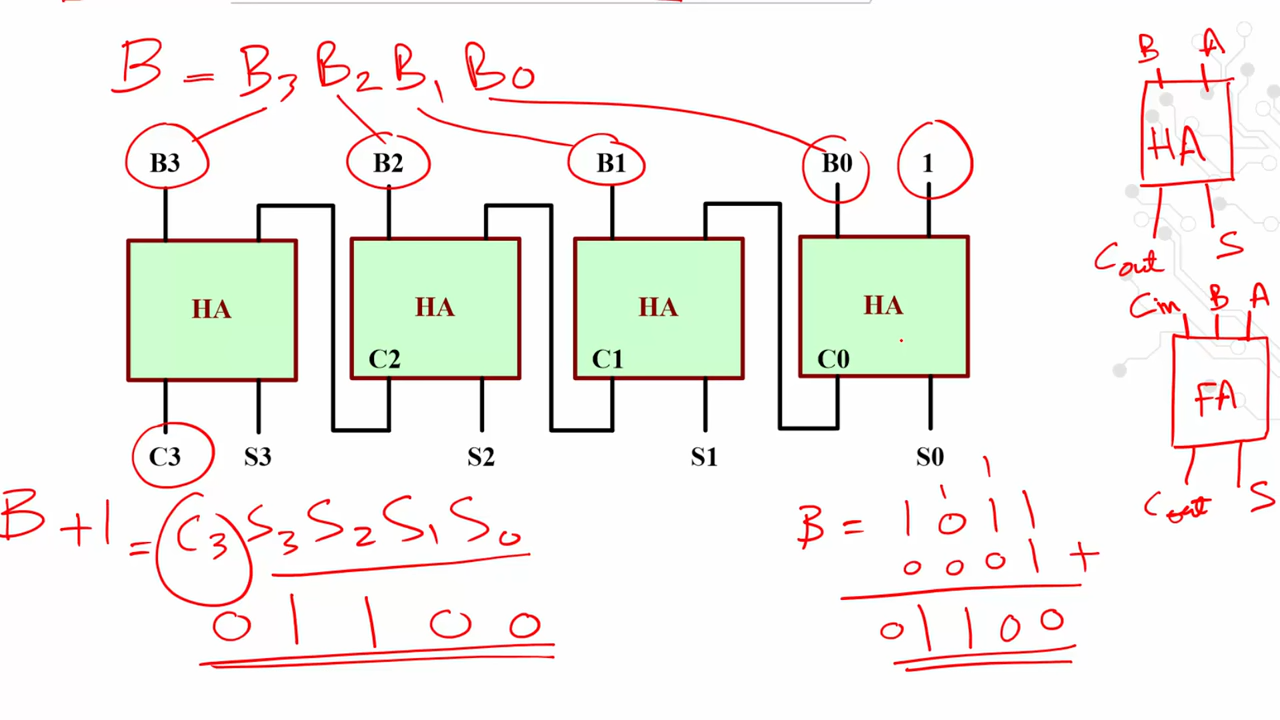 B = B3 B2 B1 B0
B3 B2 B1 B0 1
HA HA HA HA
C2 C1 C0
C3 S3 S2 S1 S0
B+1 = C3 S3 S2 S1 S0
0 1 1 0 0
1 1
B = 1 0 1 1
0 0 0 1 +
0 1 1 0 0
B A
HA
Cout S
Cin B A
FA
Cout S